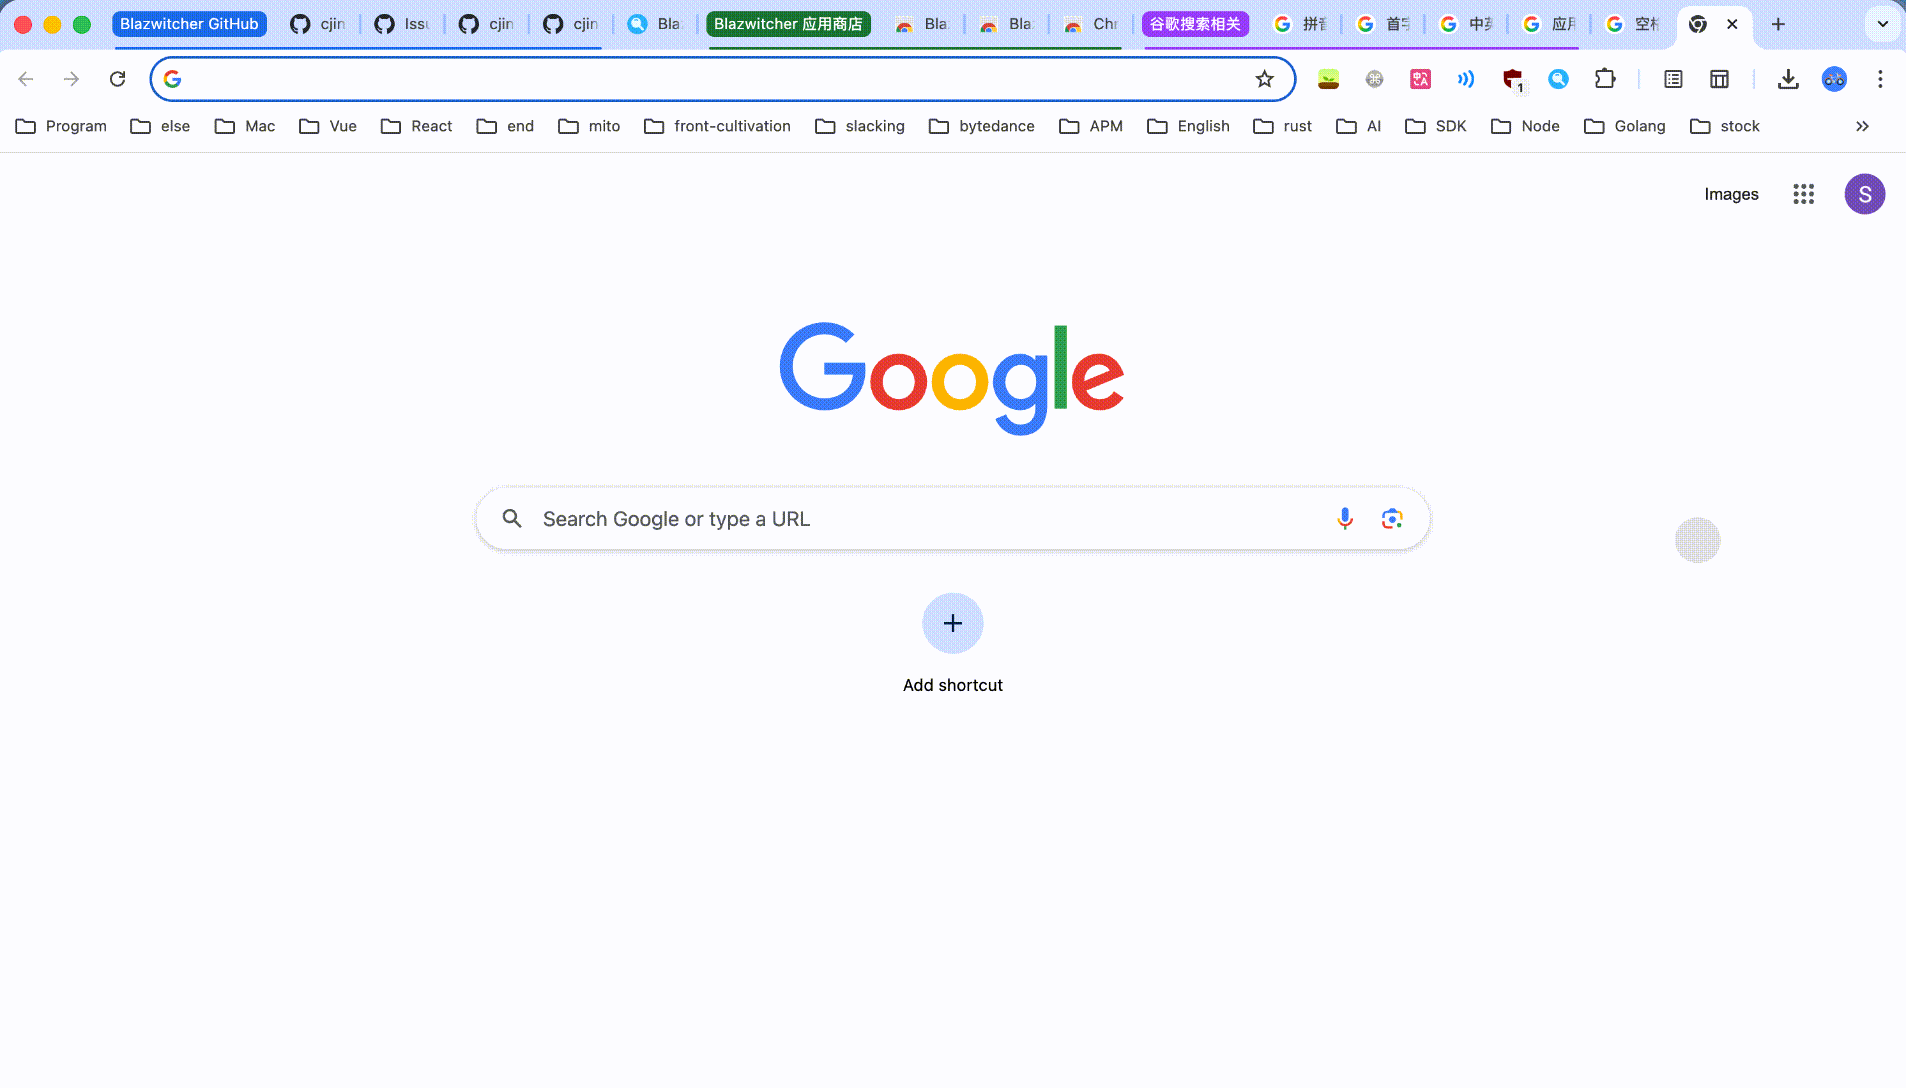 Blazwitcher GitHub cjin Issu cjin cjin Bla Blazwitcher 应用商店 Bla Bla Chr 谷歌搜索相关 拼音 首字 中英 应用 空格
1
Program else Mac Vue React end mito front-cultivation slacking bytedance APM English rust AI SDK Node Golang stock
Images
S
Google
Search Google or type a URL
Add shortcut